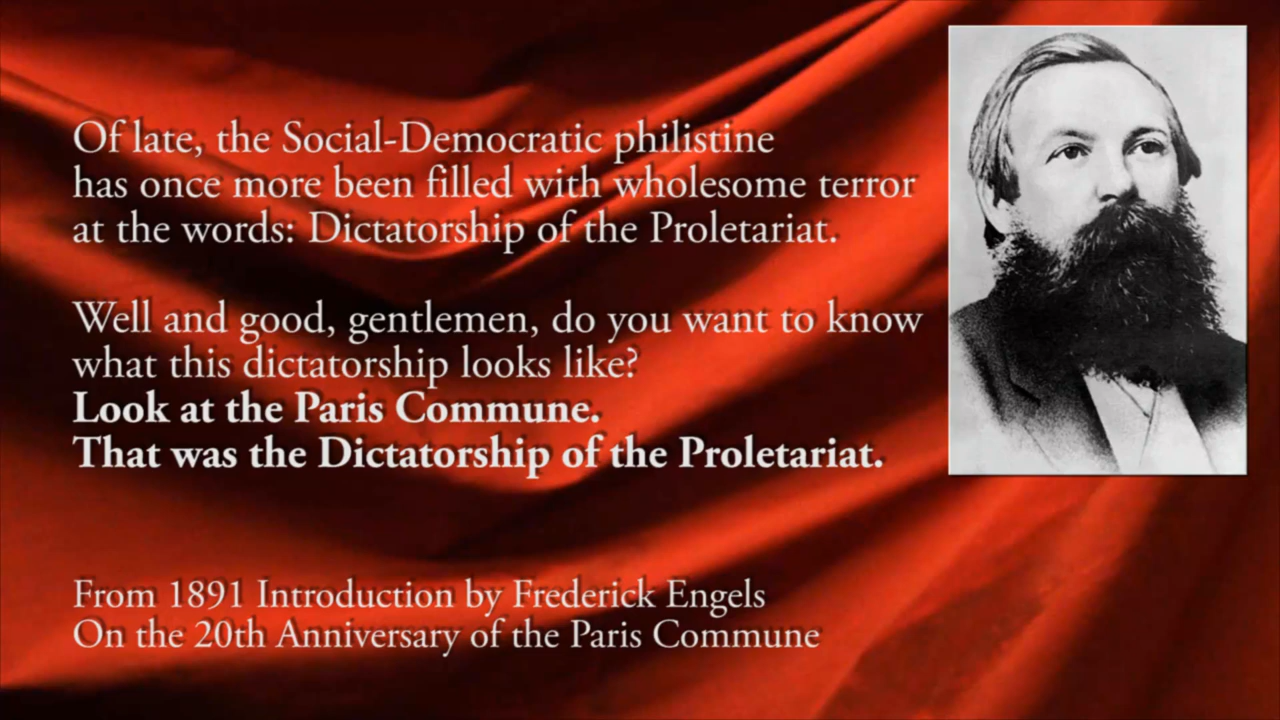 Of late, the Social-Democratic philistine
has once more been filled with wholesome terror
at the words: Dictatorship of the Proletariat.
Well and good, gentlemen, do you want to know
what this dictatorship looks like?
Look at the Paris Commune.
That was the Dictatorship of the Proletariat.
From 1891 Introduction by Frederick Engels
On the 20th Anniversary of the Paris Commune